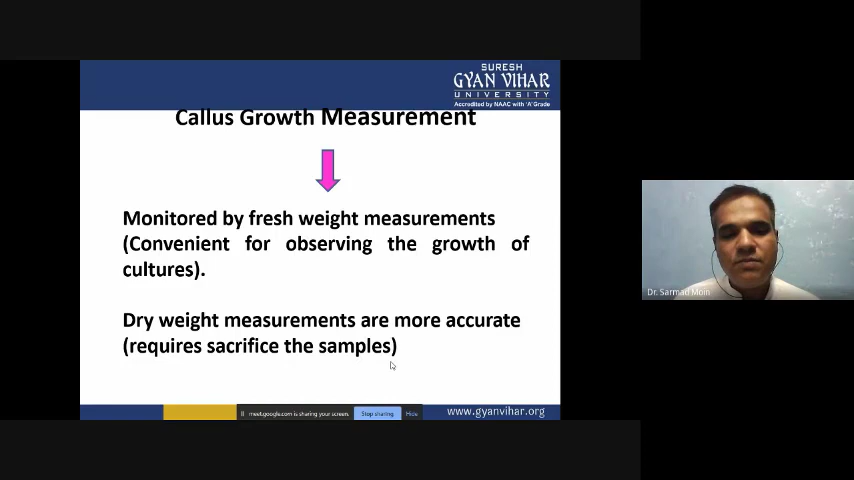 SURESH
GYAN VIHAR
UNIVERSITY
Accredited by NAAC with 'A' Grade
Callus Growth Measurement
Monitored by fresh weight measurements
(Convenient for observing the growth of
cultures).
Dry weight measurements are more accurate
(requires sacrifice the samples)
Dr. Sarmad Moin
meet.google.com is sharing your screen.
Stop sharing
Hide
www.gyanvihar.org